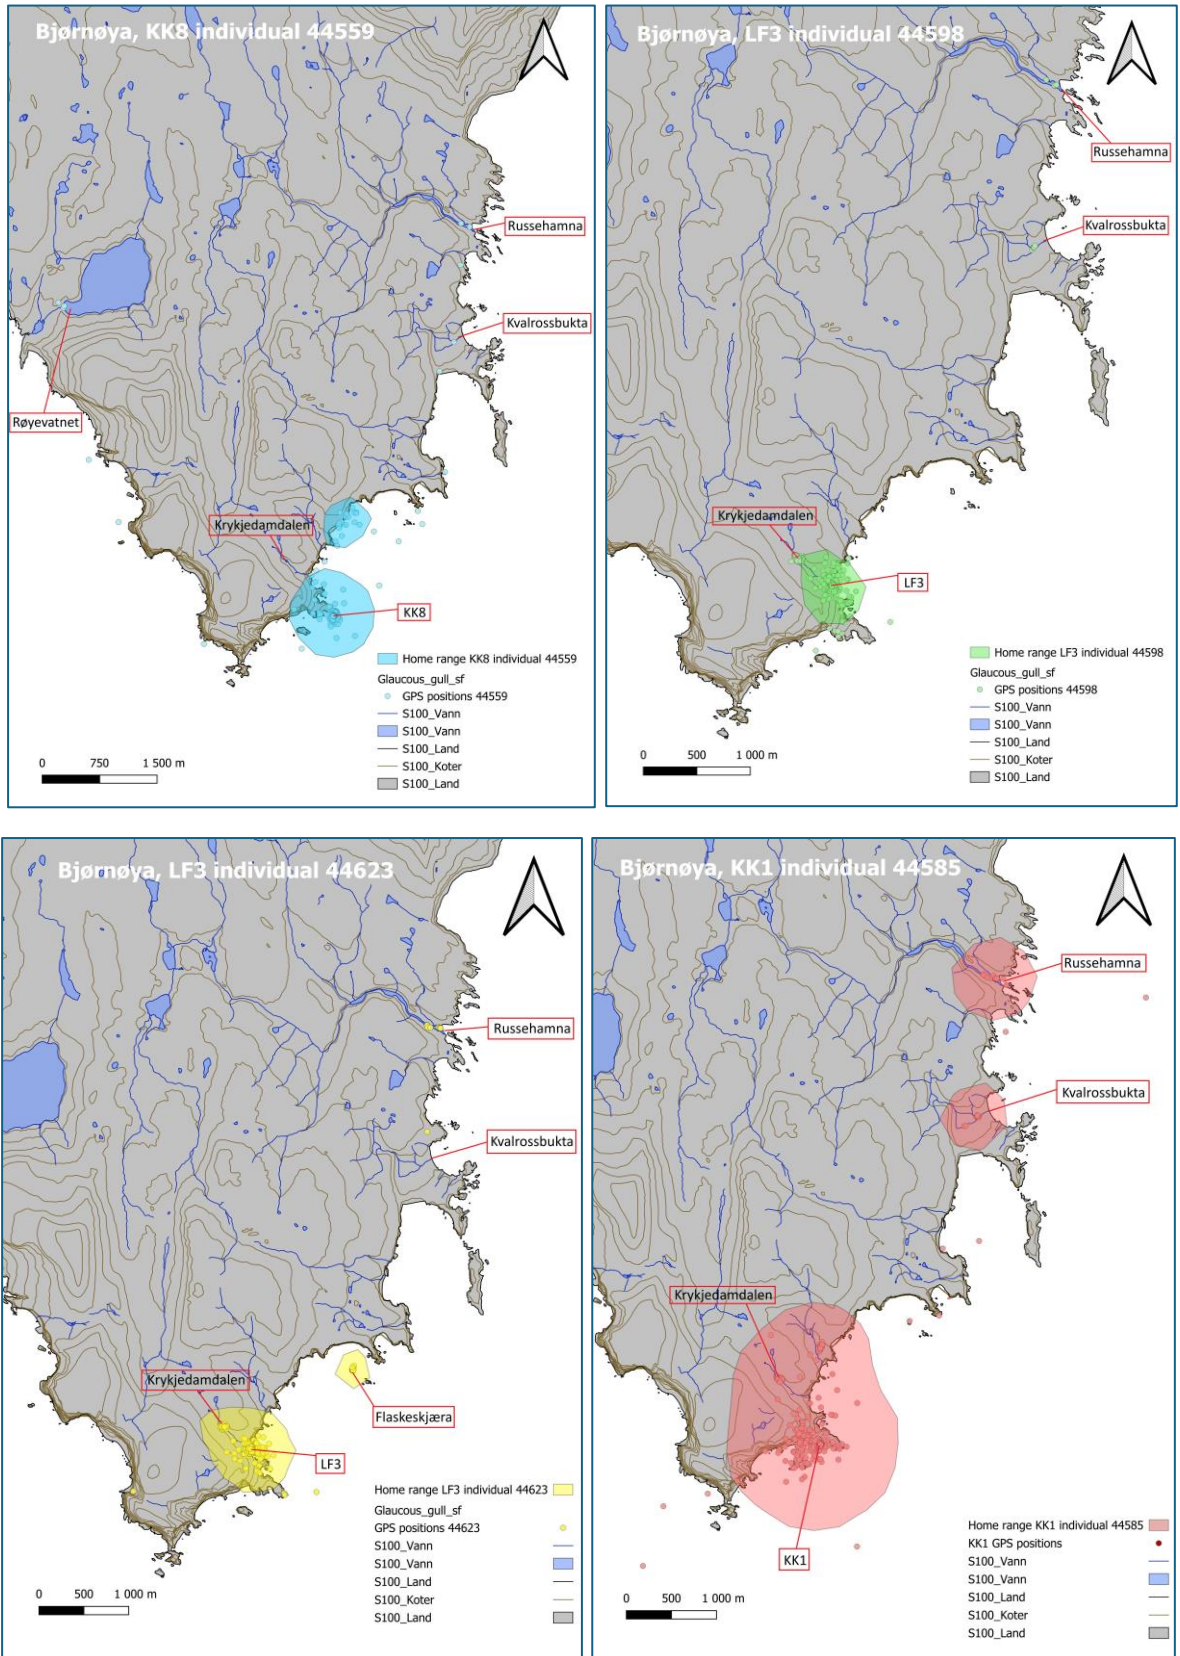 Bjørnøya, KK8 individual 44559
Russehamna
Kvalrossbukta
Røyevatnet
Krykjedamdalen
KK8
Home range KK8 individual 44559
Glaucous_gull_sf
GPS positions 44559
S100_Vann
S100_Vann
S100_Land
S100_Koter
S100_Land
0 750 1 500 m
Bjørnøya, LF3 individual 44598
Russehamna
Kvalrossbukta
Krykjedamdalen
LF3
Home range LF3 individual 44598
Glaucous_gull_sf
GPS positions 44598
S100_Vann
S100_Vann
S100_Land
S100_Koter
S100_Land
0 500 1 000 m
Bjørnøya, LF3 individual 44623
Russehamna
Kvalrossbukta
Krykjedamdalen
Flaskeskjæra
LF3
Home range LF3 individual 44623
Glaucous_gull_sf
GPS positions 44623
S100_Vann
S100_Vann
S100_Land
S100_Koter
S100_Land
0 500 1 000 m
Bjørnøya, KK1 individual 44585
Russehamna
Kvalrossbukta
Krykjedamdalen
KK1
Home range KK1 individual 44585
KK1 GPS positions
S100_Vann
S100_Vann
S100_Land
S100_Koter
S100_Land
0 500 1 000 m